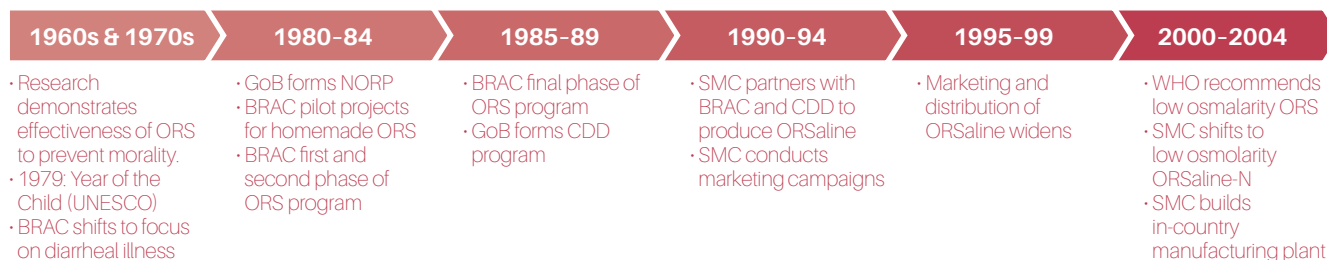 1960s & 1970s
· Research
demonstrates
effectiveness of ORS
to prevent morality.
· 1979: Year of the
Child (UNESCO)
· BRAC shifts to focus
on diarrheal illness
1980–84
· GoB forms NORP
· BRAC pilot projects
for homemade ORS
· BRAC first and
second phase of
ORS program
1985–89
· BRAC final phase of
ORS program
· GoB forms CDD
program
1990–94
· SMC partners with
BRAC and CDD to
produce ORSaline
· SMC conducts
marketing campaigns
1995–99
· Marketing and
distribution of
ORSaline widens
2000–2004
· WHO recommends
low osmalarity ORS
· SMC shifts to
low osmolarity
ORSaline-N
· SMC builds
in-country
manufacturing plant